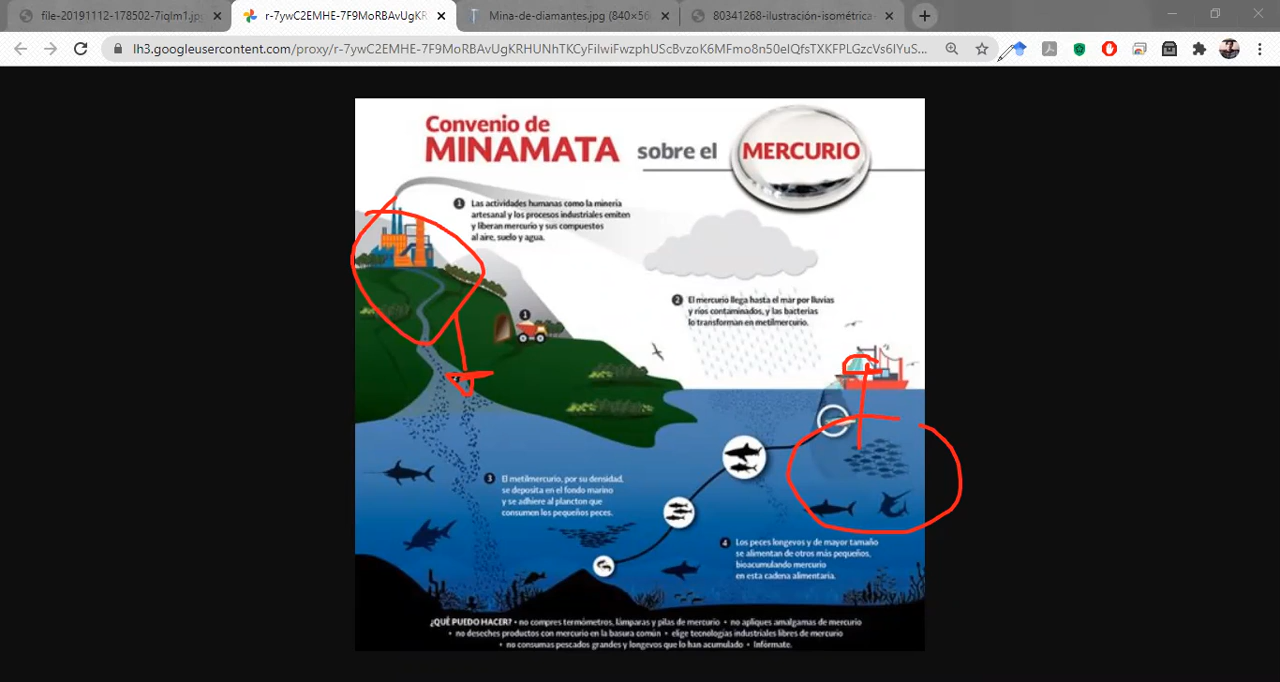 file-20191112-178502-7iqlm1.jp
r-7ywC2EMHE-7F9MoRBAvUgKR
Mina-de-diamantes.jpg (840×56
80341268-ilustración-isométrica-
lh3.googleusercontent.com/proxy/r-7ywC2EMHE-7F9MoRBAvUgKRHUNhTKCyFiIwiFwzphUScBvzoK6MFmo8n50elQfsTXKFPLGzcVs6IYuS...
Convenio de
MINAMATA sobre el MERCURIO
1 Las actividades humanas como la minería
artesanal y los procesos industriales emiten
y liberan mercurio y sus compuestos
al aire, suelo y agua.
2 El mercurio llega hasta el mar por lluvias
y ríos contaminados, y las bacterias
lo transforman en metilmercurio.
1
3 El metilmercurio, por su densidad,
se deposita en el fondo marino
y se adhiere al plancton que
consumen los pequeños peces.
4 Los peces longevos y de mayor tamaño
se alimentan de otros más pequeños,
bioacumulando mercurio
en esta cadena alimentaria.
¿QUÉ PUEDO HACER? • no compres termómetros, lámparas y pilas de mercurio • no apliques amalgamas de mercurio
• no deseches productos con mercurio en la basura común • elige tecnologías industriales libres de mercurio
• no consumas pescados grandes y longevos que lo han acumulado • Infórmate.